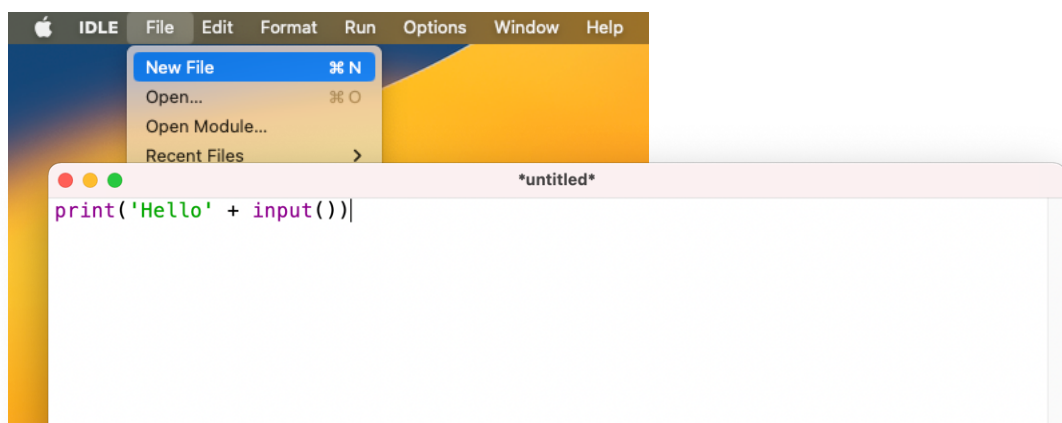 IDLE File Edit Format Run Options Window Help
New File ⌘ N
Open... ⌘ O
Open Module...
Recent Files >
*untitled*
print('Hello' + input())